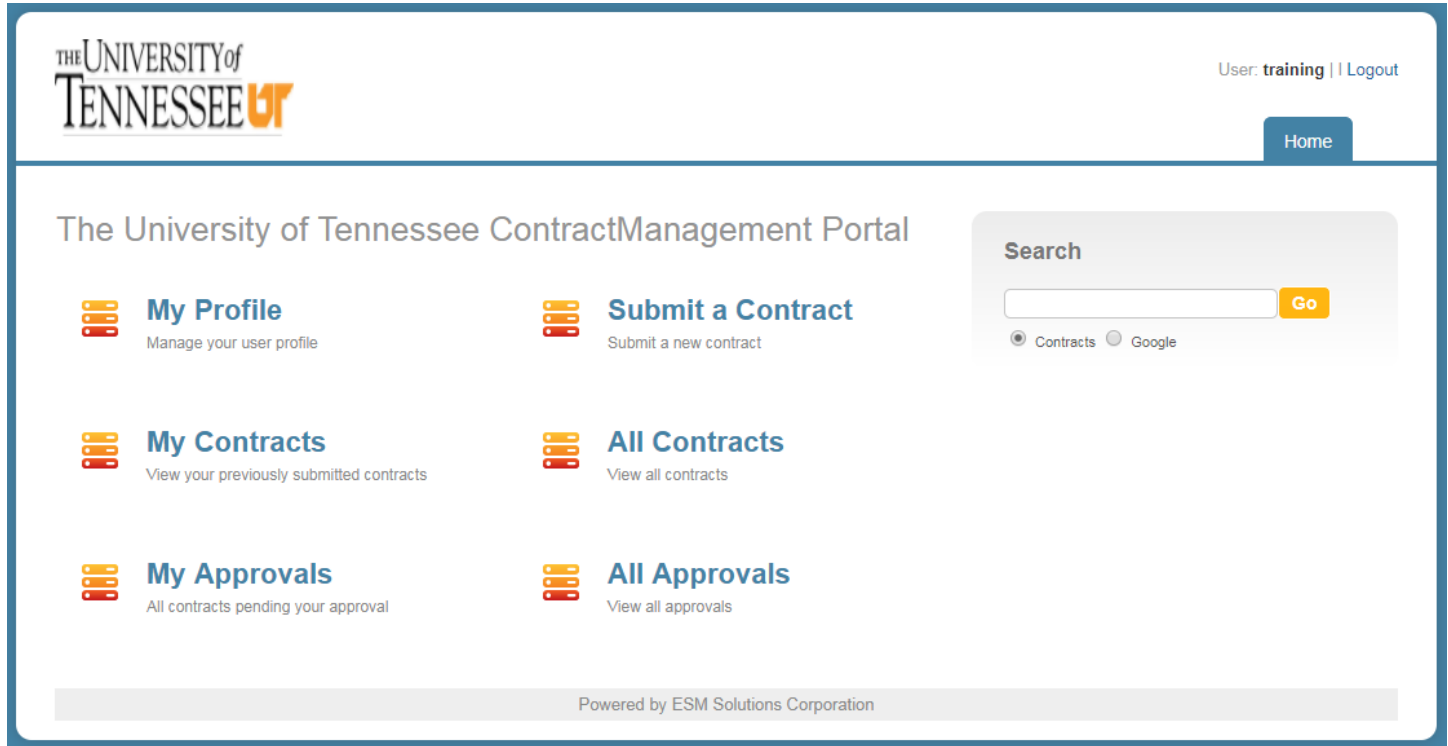 THE UNIVERSITY of
TENNESSEE UT
User: training | | Logout
Home
The University of Tennessee ContractManagement Portal
My Profile
Manage your user profile
Submit a Contract
Submit a new contract
Search
Go
Contracts Google
My Contracts
View your previously submitted contracts
All Contracts
View all contracts
My Approvals
All contracts pending your approval
All Approvals
View all approvals
Powered by ESM Solutions Corporation